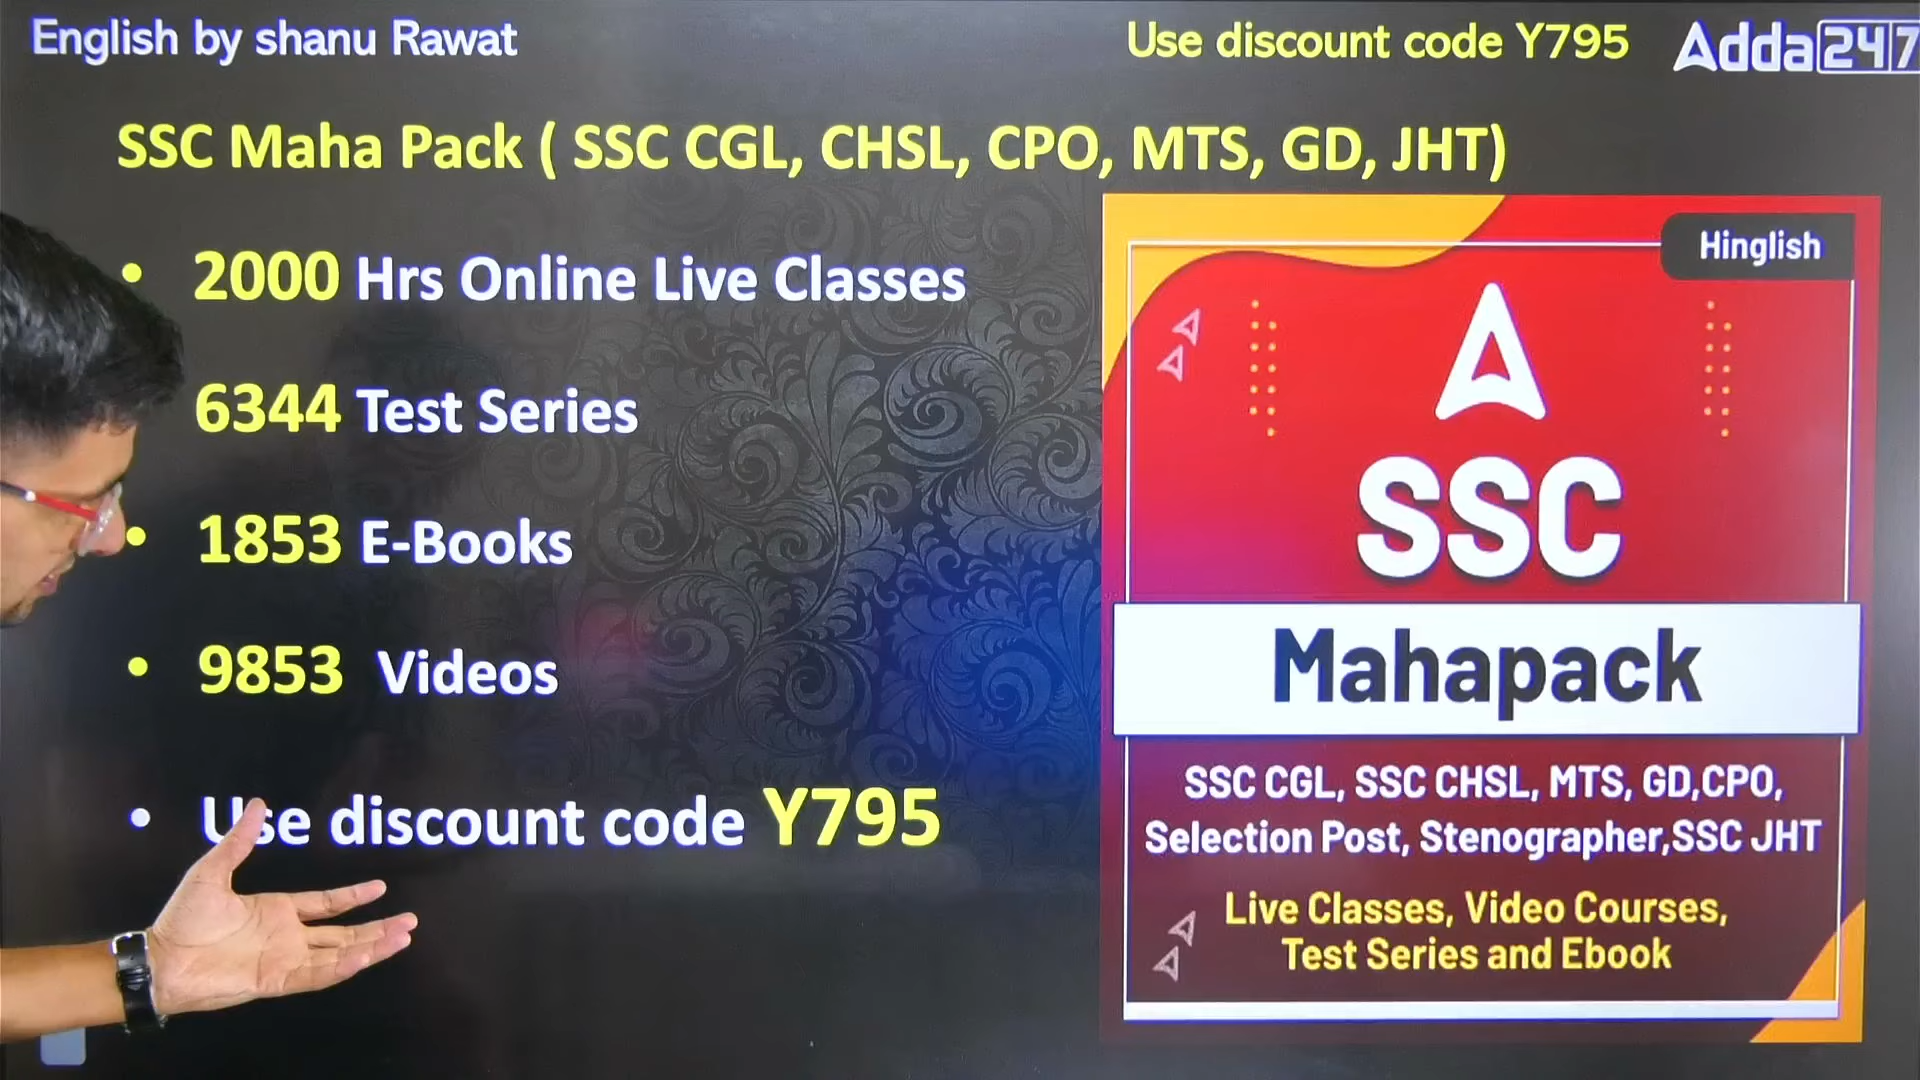 English by shanu Rawat
Use discount code Y795
Adda247
SSC Maha Pack ( SSC CGL, CHSL, CPO, MTS, GD, JHT)
• 2000 Hrs Online Live Classes
6344 Test Series
• 1853 E-Books
• 9853 Videos
• Use discount code Y795
Hinglish
SSC
Mahapack
SSC CGL, SSC CHSL, MTS, GD,CPO,
Selection Post, Stenographer,SSC JHT
Live Classes, Video Courses,
Test Series and Ebook